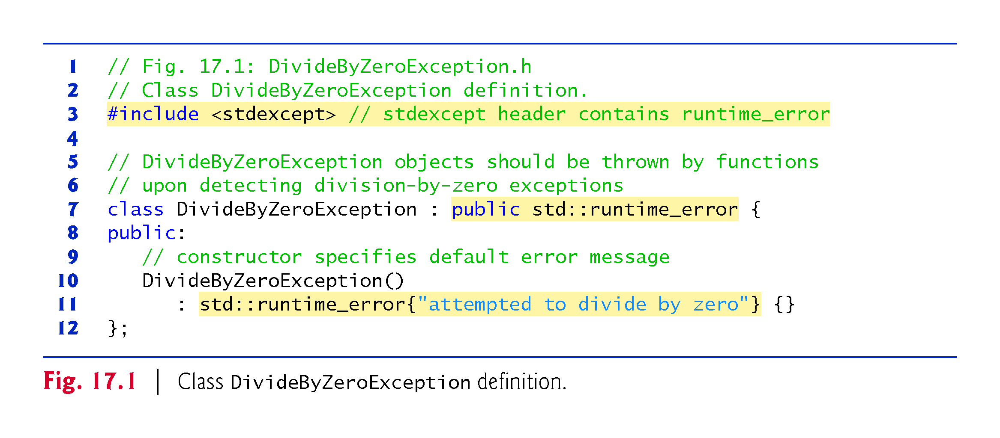 1 // Fig. 17.1: DivideByZeroException.h
2 // Class DivideByZeroException definition.
3 #include <stdexcept> // stdexcept header contains runtime_error
4
5 // DivideByZeroException objects should be thrown by functions
6 // upon detecting division-by-zero exceptions
7 class DivideByZeroException : public std::runtime_error {
8 public:
9    // constructor specifies default error message
10    DivideByZeroException()
11       : std::runtime_error{"attempted to divide by zero"} {}
12 };
Fig. 17.1 | Class DivideByZeroException definition.